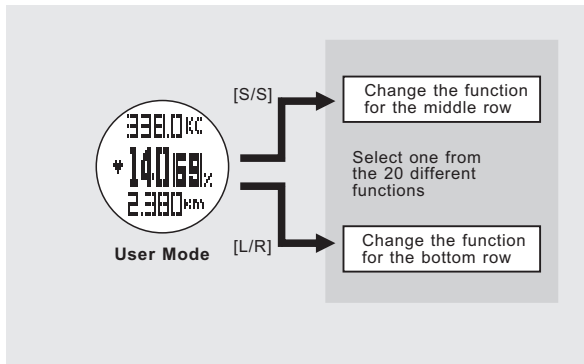 [S/S]
Change the function
for the middle row
338.0KC
♥ 140 69%
2.380KM
Select one from
the 20 different
functions
User Mode
[L/R]
Change the function
for the bottom row